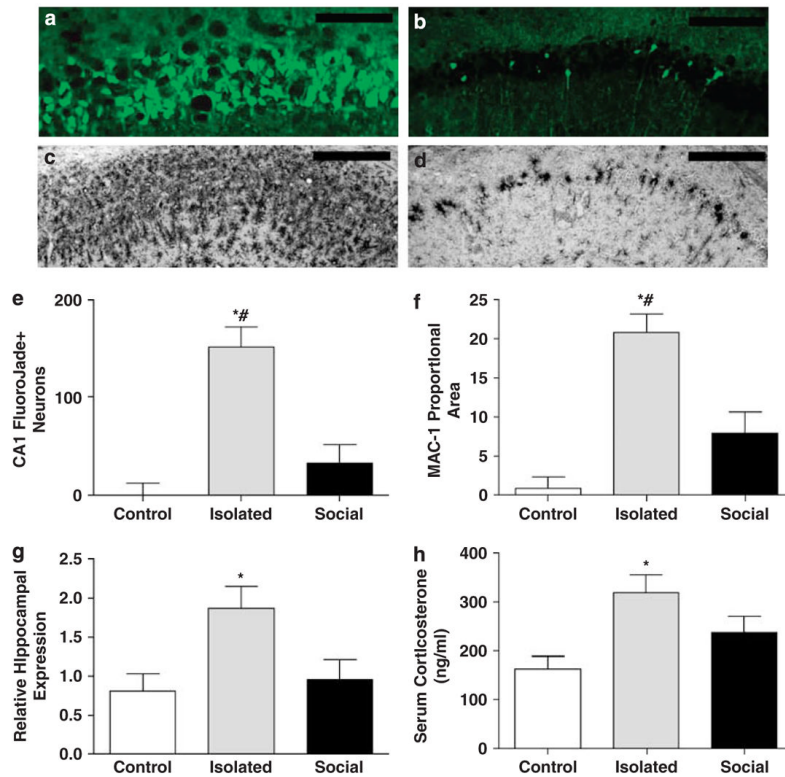 a
b
c
d
e
200
100
0
CA1 FluoroJade+
Neurons
*#
Control Isolated Social
f
25
20
15
10
5
0
MAC-1 Proportional
Area
*#
Control Isolated Social
g
2.5
2.0
1.5
1.0
0.5
0.0
Relative Hippocampal
Expression
*
Control Isolated Social
h
400
300
200
100
0
Serum Corticosterone
(ng/ml)
*
Control Isolated Social